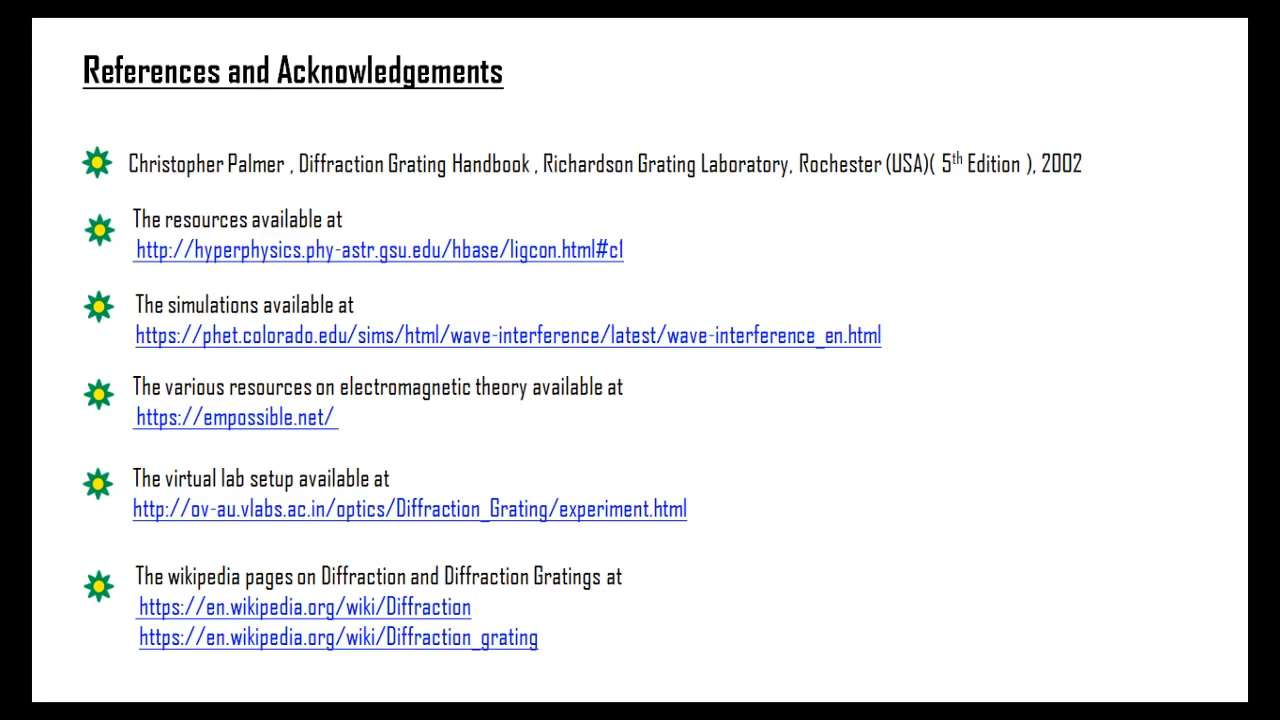 References and Acknowledgements
Christopher Palmer , Diffraction Grating Handbook , Richardson Grating Laboratory, Rochester (USA)( 5th Edition ), 2002
The resources available at
http://hyperphysics.phy-astr.gsu.edu/hbase/ligcon.html#c1
The simulations available at
https://phet.colorado.edu/sims/html/wave-interference/latest/wave-interference_en.html
The various resources on electromagnetic theory available at
https://empossible.net/
The virtual lab setup available at
http://ov-au.vlabs.ac.in/optics/Diffraction_Grating/experiment.html
The wikipedia pages on Diffraction and Diffraction Gratings at
https://en.wikipedia.org/wiki/Diffraction
https://en.wikipedia.org/wiki/Diffraction_grating